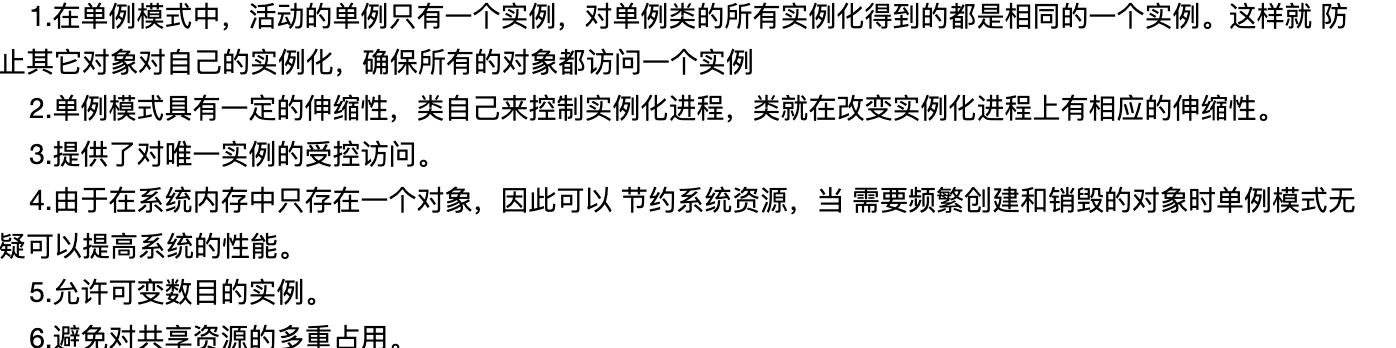 1.在单例模式中，活动的单例只有一个实例，对单例类的所有实例化得到的都是相同的一个实例。这样就 防
止其它对象对自己的实例化，确保所有的对象都访问一个实例
2.单例模式具有一定的伸缩性，类自己来控制实例化进程，类就在改变实例化进程上有相应的伸缩性。
3.提供了对唯一实例的受控访问。
4.由于在系统内存中只存在一个对象，因此可以 节约系统资源，当 需要频繁创建和销毁的对象时单例模式无
疑可以提高系统的性能。
5.允许可变数目的实例。
6.避免对共享资源的多重占用。